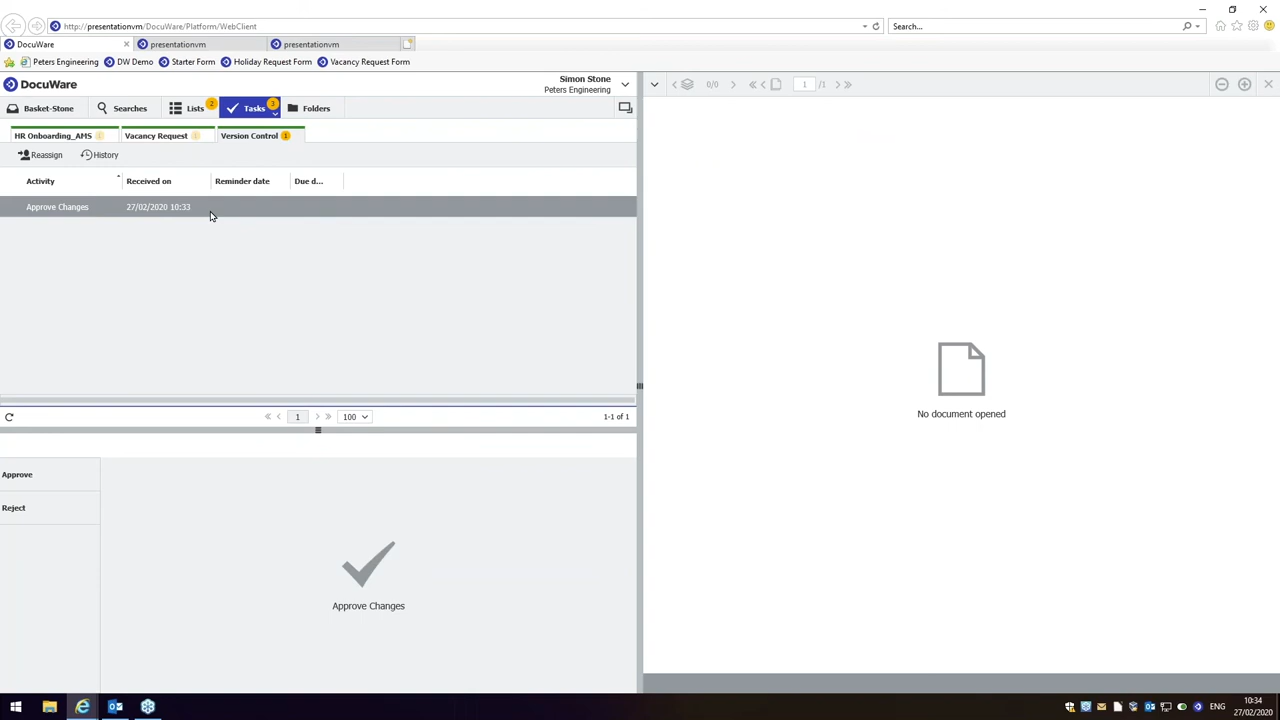 http://presentationvm/DocuWare/Platform/WebClient
Search...
DocuWare
presentationvm
presentationvm
Peters Engineering
DW Demo
Starter Form
Holiday Request Form
Vacancy Request Form
DocuWare
Simon Stone
Peters Engineering
0/0
1
/1
Basket-Stone
Searches
Lists
2
Tasks
3
Folders
HR Onboarding_AMS
Vacancy Request
Version Control
1
Reassign
History
Activity
Received on
Reminder date
Due d...
Approve Changes
27/02/2020 10:33
No document opened
1
100
1-1 of 1
Approve
Reject
Approve Changes
ENG
10:34
27/02/2020